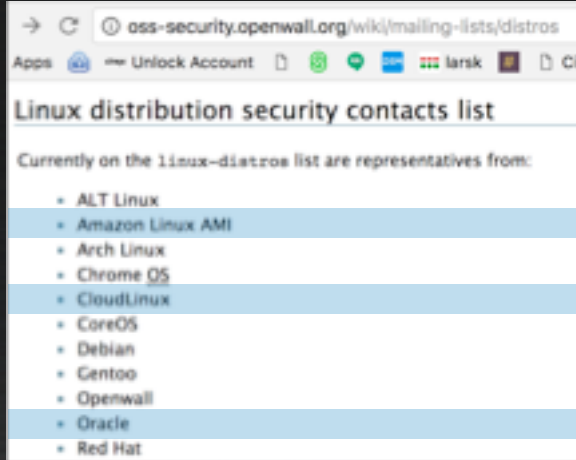 oss-security.openwall.org/wiki/mailing-lists/distros
Apps Unlock Account larsk
Linux distribution security contacts list
Currently on the linux-distros list are representatives from:
ALT Linux
Amazon Linux AMI
Arch Linux
Chrome OS
CloudLinux
CoreOS
Debian
Gentoo
Openwall
Oracle
Red Hat